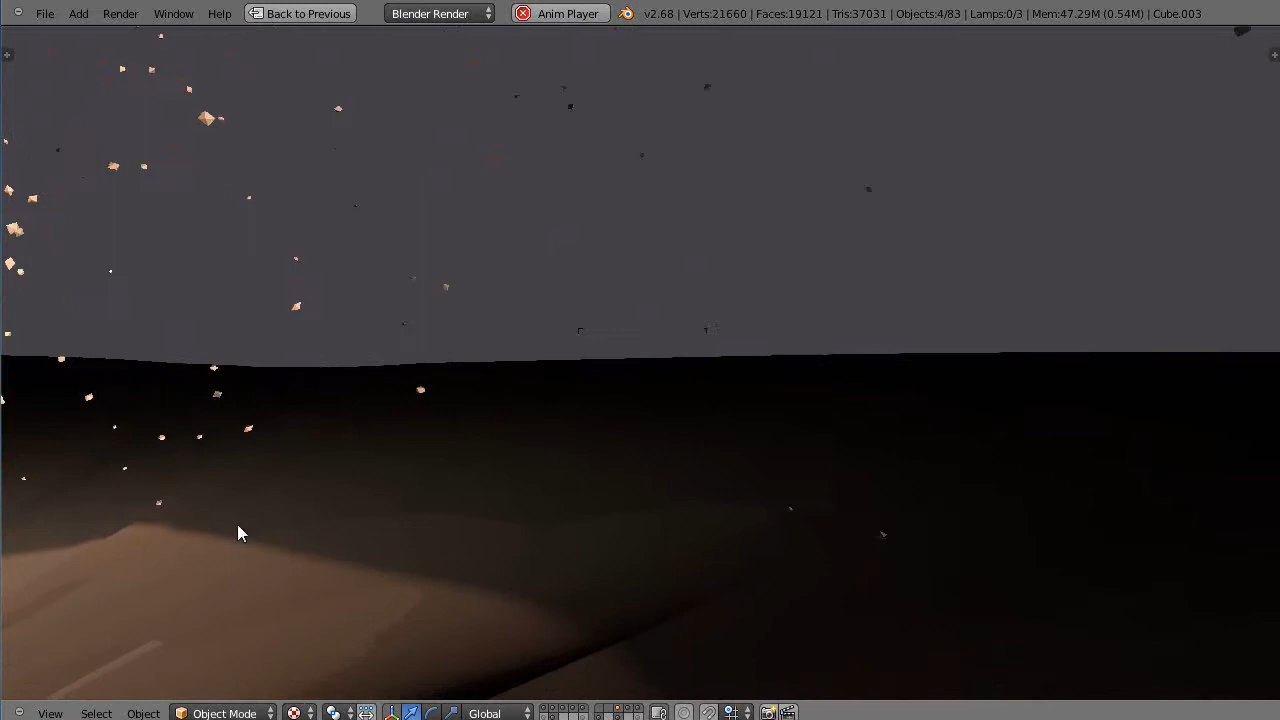 File Add Render Window Help Back to Previous Blender Render Anim Player v2.68 | Verts:21660 | Faces:19121 | Tris:37031 | Objects:4/83 | Lamps:0/3 | Mem:47.29M (0.54M) | Cube.003
View Select Object Object Mode Global